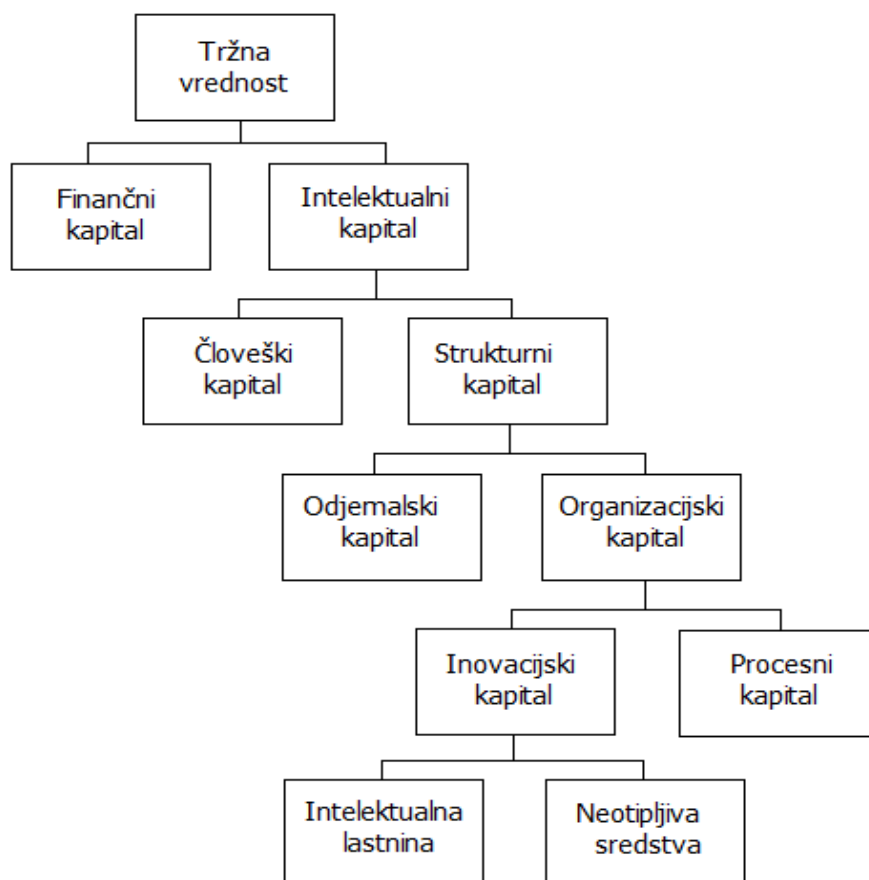 Tržna
vrednost
Finančni
kapital
Intelektualni
kapital
Človeški
kapital
Strukturni
kapital
Odjemalski
kapital
Organizacijski
kapital
Inovacijski
kapital
Procesni
kapital
Intelektualna
lastnina
Neotipljiva
sredstva